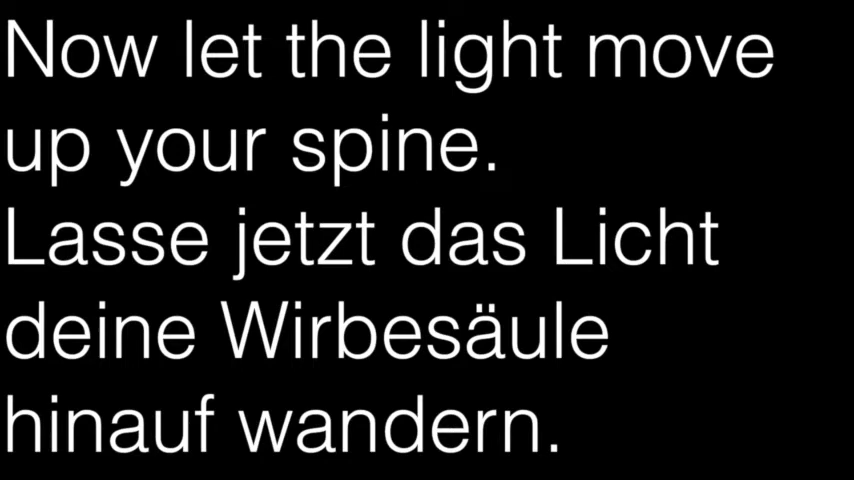 Now let the light move
up your spine.
Lasse jetzt das Licht
deine Wirbesäule
hinauf wandern.